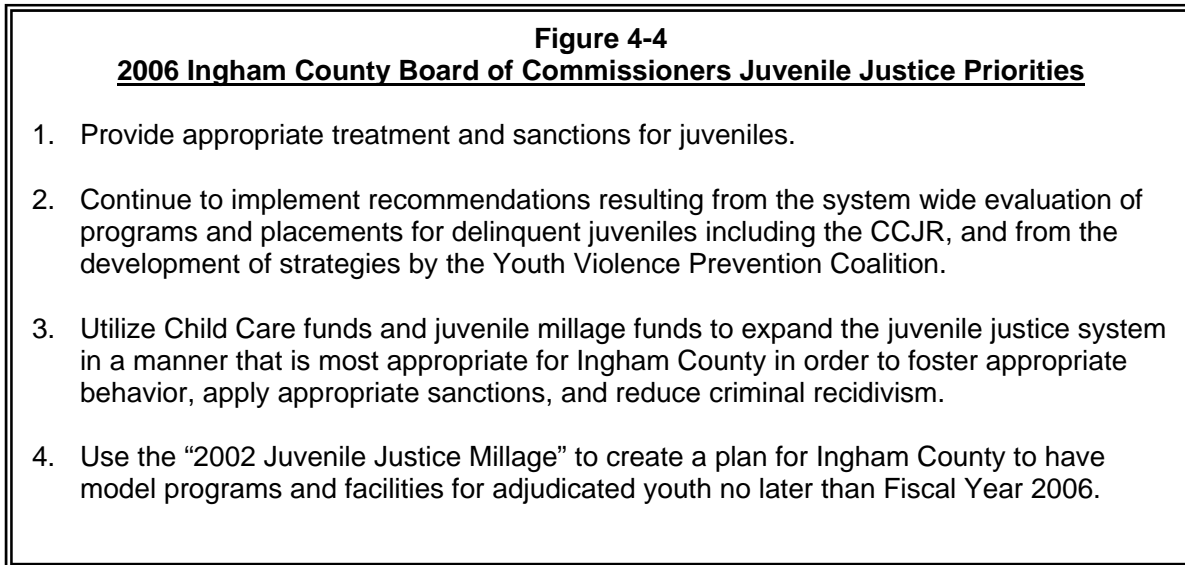 Figure 4-4
2006 Ingham County Board of Commissioners Juvenile Justice Priorities
1. Provide appropriate treatment and sanctions for juveniles.
2. Continue to implement recommendations resulting from the system wide evaluation of
programs and placements for delinquent juveniles including the CCJR, and from the
development of strategies by the Youth Violence Prevention Coalition.
3. Utilize Child Care funds and juvenile millage funds to expand the juvenile justice system
in a manner that is most appropriate for Ingham County in order to foster appropriate
behavior, apply appropriate sanctions, and reduce criminal recidivism.
4. Use the “2002 Juvenile Justice Millage” to create a plan for Ingham County to have
model programs and facilities for adjudicated youth no later than Fiscal Year 2006.